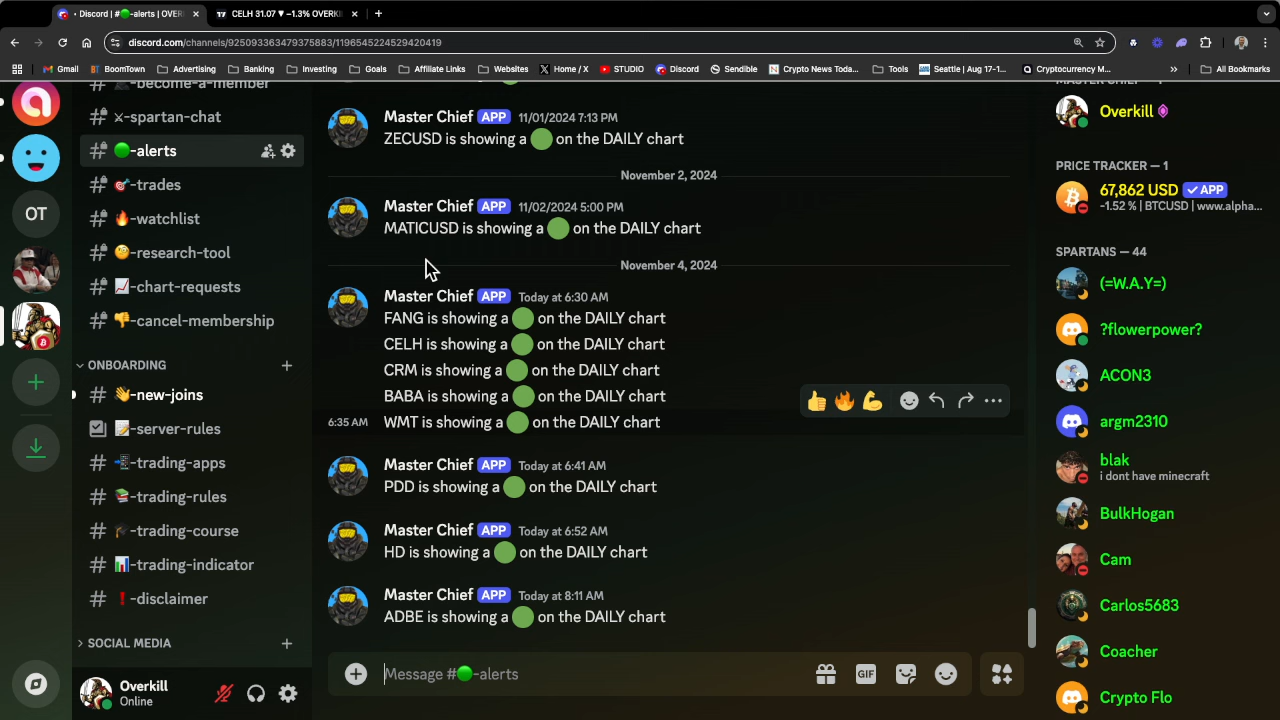 • Discord | #🟢-alerts | OVER
CELH 31.07 ▼ −1.3% OVERKI
discord.com/channels/925093363479375883/1196545224529420419
Gmail
BoomTown
Advertising
Banking
Investing
Goals
Affiliate Links
Websites
Home / X
STUDIO
Discord
Sendible
Crypto News Toda...
Tools
Seattle | Aug 17-1...
Cryptocurrency M...
»
All Bookmarks
OT
-become-a-member
⚔-spartan-chat
🟢-alerts
🎯-trades
🔥-watchlist
🧐-research-tool
📈-chart-requests
👎-cancel-membership
ONBOARDING
👋-new-joins
📝-server-rules
📲-trading-apps
📚-trading-rules
🎓-trading-course
📊-trading-indicator
❗-disclaimer
SOCIAL MEDIA
Overkill
Online
Master Chief APP 11/01/2024 7:13 PM
ZECUSD is showing a 🟢 on the DAILY chart
November 2, 2024
Master Chief APP 11/02/2024 5:00 PM
MATICUSD is showing a 🟢 on the DAILY chart
November 4, 2024
Master Chief APP Today at 6:30 AM
FANG is showing a 🟢 on the DAILY chart
CELH is showing a 🟢 on the DAILY chart
CRM is showing a 🟢 on the DAILY chart
BABA is showing a 🟢 on the DAILY chart
6:35 AM WMT is showing a 🟢 on the DAILY chart
Master Chief APP Today at 6:41 AM
PDD is showing a 🟢 on the DAILY chart
Master Chief APP Today at 6:52 AM
HD is showing a 🟢 on the DAILY chart
Master Chief APP Today at 8:11 AM
ADBE is showing a 🟢 on the DAILY chart
Message #🟢-alerts
GIF
MASTER CHIEF — 1
Overkill
PRICE TRACKER — 1
67,862 USD ✓ APP
-1.52 % | BTCUSD | www.alpha...
SPARTANS — 44
(=W.A.Y=)
?flowerpower?
ACON3
argm2310
blak
i dont have minecraft
BulkHogan
Cam
Carlos5683
Coacher
Crypto Flo